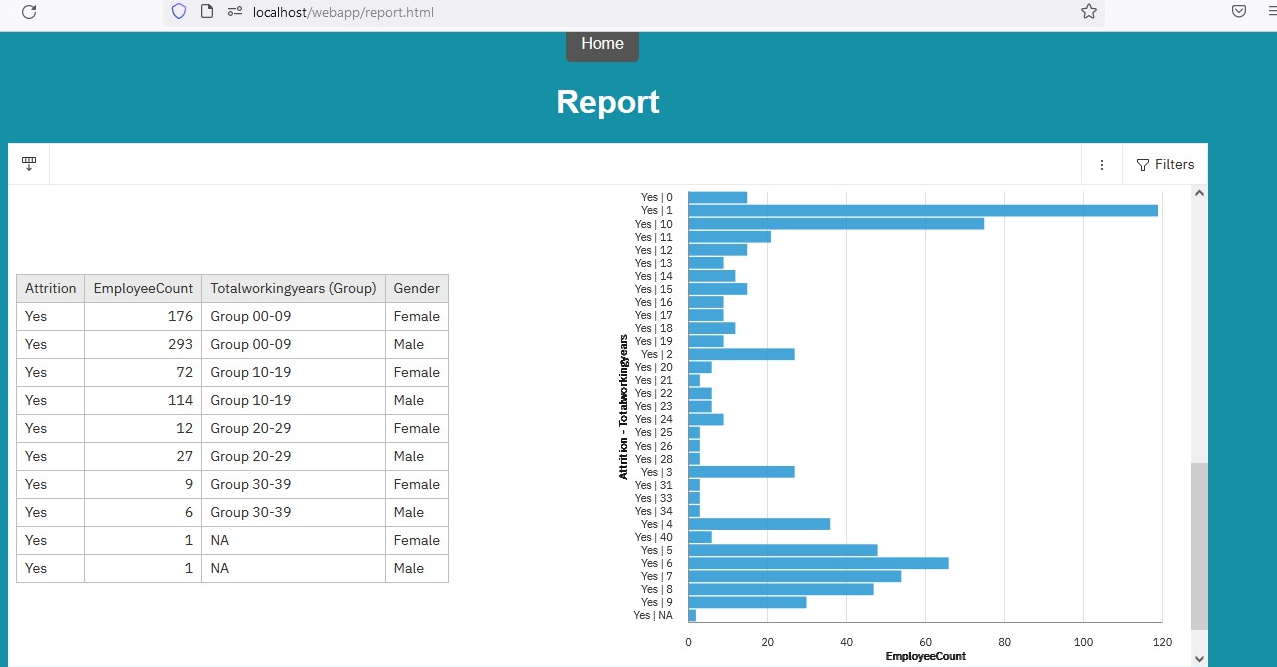 localhost/webapp/report.html
Home
Report
Filters
Attrition EmployeeCount Totalworkingyears (Group) Gender
Yes 176 Group 00-09 Female
Yes 293 Group 00-09 Male
Yes 72 Group 10-19 Female
Yes 114 Group 10-19 Male
Yes 12 Group 20-29 Female
Yes 27 Group 20-29 Male
Yes 9 Group 30-39 Female
Yes 6 Group 30-39 Male
Yes 1 NA Female
Yes 1 NA Male
Attrition - Totalworkingyears
Yes | 0
Yes | 1
Yes | 10
Yes | 11
Yes | 12
Yes | 13
Yes | 14
Yes | 15
Yes | 16
Yes | 17
Yes | 18
Yes | 19
Yes | 2
Yes | 20
Yes | 21
Yes | 22
Yes | 23
Yes | 24
Yes | 25
Yes | 26
Yes | 28
Yes | 3
Yes | 31
Yes | 33
Yes | 34
Yes | 4
Yes | 40
Yes | 5
Yes | 6
Yes | 7
Yes | 8
Yes | 9
Yes | NA
0 20 40 60 80 100 120
EmployeeCount